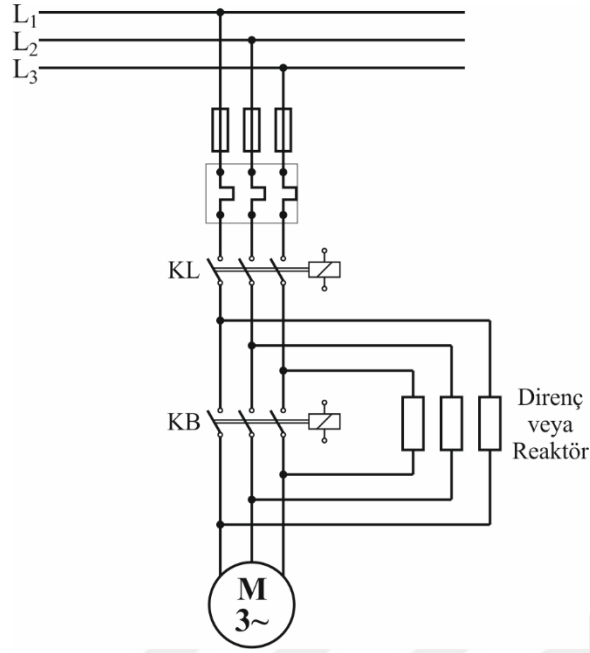 L₁
L₂
L₃
KL
KB
Direnç
veya
Reaktör
M
3~